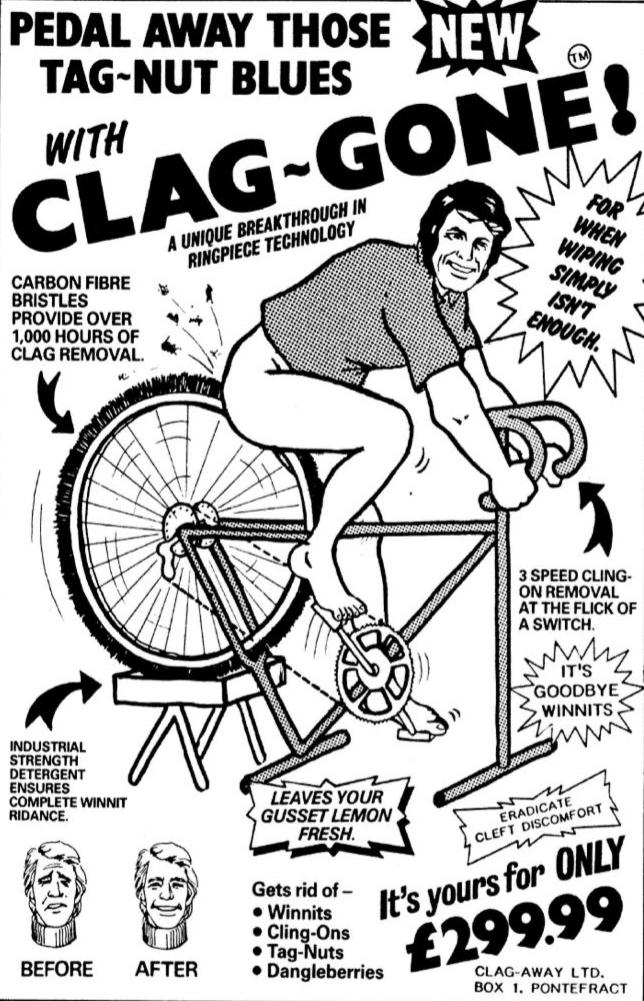 PEDAL AWAY THOSE
TAG~NUT BLUES
NEW
WITH
CLAG~GONE!
TM
A UNIQUE BREAKTHROUGH IN
RINGPIECE TECHNOLOGY
FOR
WHEN
WIPING
SIMPLY
ISN'T
ENOUGH.
CARBON FIBRE
BRISTLES
PROVIDE OVER
1,000 HOURS OF
CLAG REMOVAL.
3 SPEED CLING-
ON REMOVAL
AT THE FLICK OF
A SWITCH.
IT'S
GOODBYE
WINNITS
INDUSTRIAL
STRENGTH
DETERGENT
ENSURES
COMPLETE WINNIT
RIDANCE.
LEAVES YOUR
GUSSET LEMON
FRESH.
ERADICATE
CLEFT DISCOMFORT
BEFORE
AFTER
Gets rid of –
• Winnits
• Cling-Ons
• Tag-Nuts
• Dangleberries
It's yours for ONLY
£299.99
CLAG-AWAY LTD.
BOX 1, PONTEFRACT